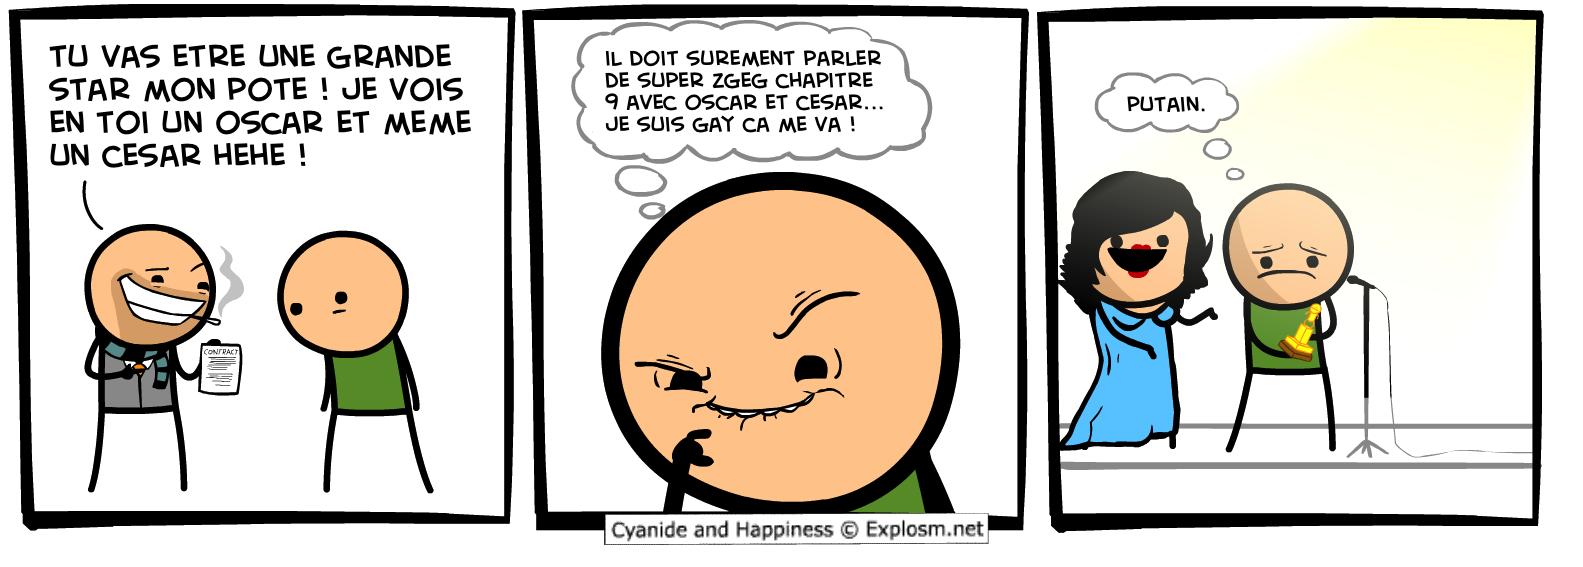 TU VAS ETRE UNE GRANDE
STAR MON POTE ! JE VOIS
EN TOI UN OSCAR ET MEME
UN CESAR HEHE !
CONTRACT
IL DOIT SUREMENT PARLER
DE SUPER ZGEG CHAPITRE
9 AVEC OSCAR ET CESAR...
JE SUIS GAY CA ME VA !
PUTAIN.
Cyanide and Happiness © Explosm.net